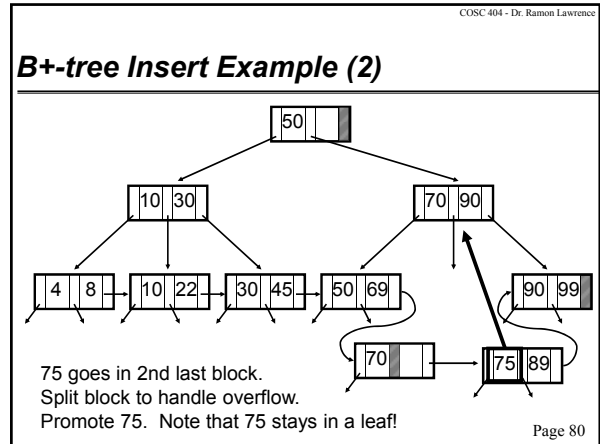 COSC 404 - Dr. Ramon Lawrence
B+-tree Insert Example (2)
50
10 30
70 90
4 8
10 22
30 45
50 69
90 99
70
75 89
75 goes in 2nd last block.
Split block to handle overflow.
Promote 75. Note that 75 stays in a leaf!
Page 80